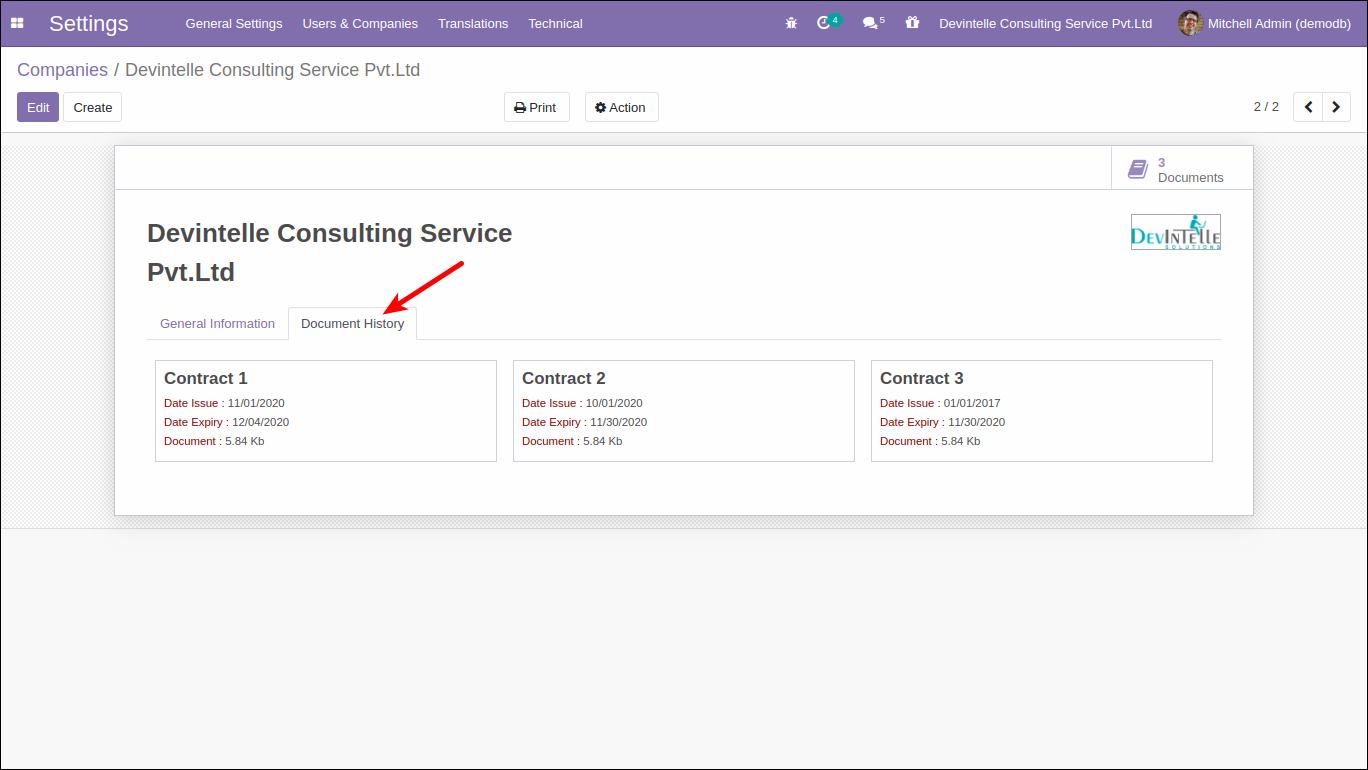 Settings
General Settings
Users & Companies
Translations
Technical
4
5
Devintelle Consulting Service Pvt.Ltd
Mitchell Admin (demodb)
Companies / Devintelle Consulting Service Pvt.Ltd
Edit
Create
Print
Action
2 / 2
3
Documents
Devintelle Consulting Service
Pvt.Ltd
DEVINTELLE
SOLUTIONS
General Information
Document History
Contract 1
Date Issue : 11/01/2020
Date Expiry : 12/04/2020
Document : 5.84 Kb
Contract 2
Date Issue : 10/01/2020
Date Expiry : 11/30/2020
Document : 5.84 Kb
Contract 3
Date Issue : 01/01/2017
Date Expiry : 11/30/2020
Document : 5.84 Kb